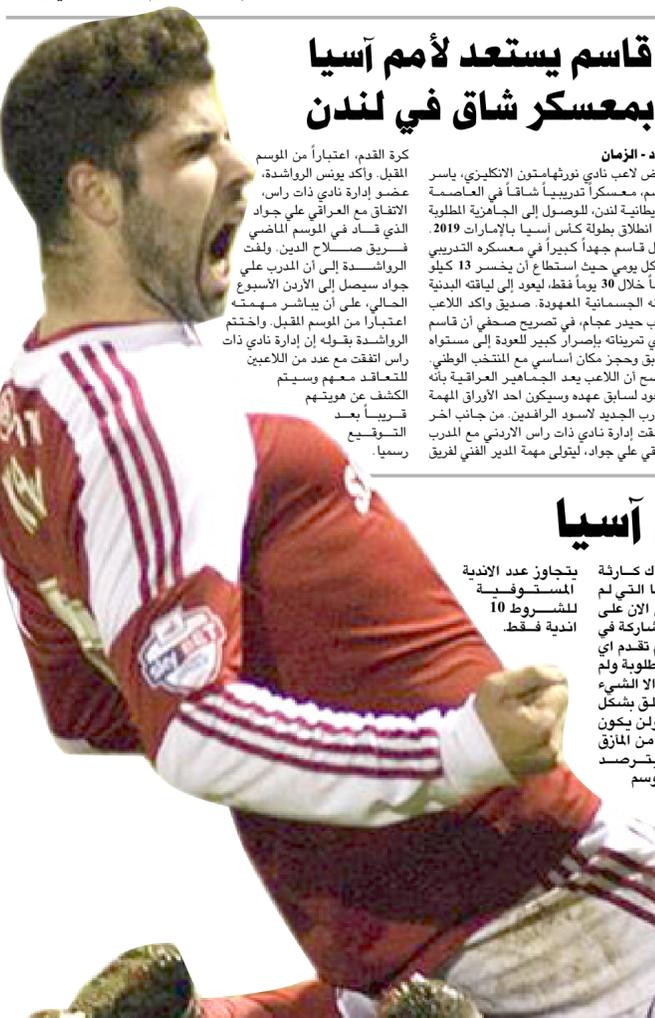 قاسم يستعد لأمم آسيا
بمعسكر شاق في لندن
د - الزمان
ض لاعب نادي نورثهامتون الانكليزي، ياسر
سم، معسكراً تدريبياً شاقاً في العاصمة
يطانية لندن، للوصول إلى الجاهزية المطلوبة
انطلاق بطولة كأس آسيا بالإمارات 2019.
ل قاسم جهداً كبيراً في معسكره التدريبي
كل يومي حيث استطاع أن يخسر 13 كيلو
اً خلال 30 يوماً فقط، ليعود إلى لياقته البدنية
ته الجسمانية المعهودة. صديق واكد اللاعب
ب حيدر عجام، في تصريح صحفي أن قاسم
ي تمريناته بإصرار كبير للعودة إلى مستواه
بق وحجز مكان أساسي مع المنتخب الوطني.
ضح أن اللاعب يعد الجماهير العراقية بأنه
ود لسابق عهده وسيكون احد الأوراق المهمة
رب الجديد لاسود الرافدين. من جانب اخر
قت إدارة نادي ذات راس الاردني مع المدرب
قي علي جواد، ليتولى مهمة المدير الفني لفريق
كرة القدم، اعتباراً من الموسم
المقبل. وأكد يونس الرواشدة،
عضو إدارة نادي ذات راس،
الاتفاق مع العراقي علي جواد
الذي قاد في الموسم الماضي
فريق صلاح الدين. ولفت
الرواشدة إلى أن المدرب علي
جواد سيصل إلى الأردن الأسبوع
الحالي، على أن يباشر مهمته
اعتباراً من الموسم المقبل. واختتم
الرواشدة بقوله إن إدارة نادي ذات
راس اتفقت مع عدد من اللاعبين
للتعاقد معهم وسيتم
الكشف عن هويتهم
قريباً بعد
التوقيع
رسميا.
آسيا
ك كارثة
ا التي لم
الان على
شاركة في
م تقدم اي
طلوبة ولم
الا الشيء
لق بشكل
ولن يكون
من المآزق
يترصد
وسم
يتجاوز عدد الاندية
المستوفية
للشروط 10
اندية فقط.
sky BET